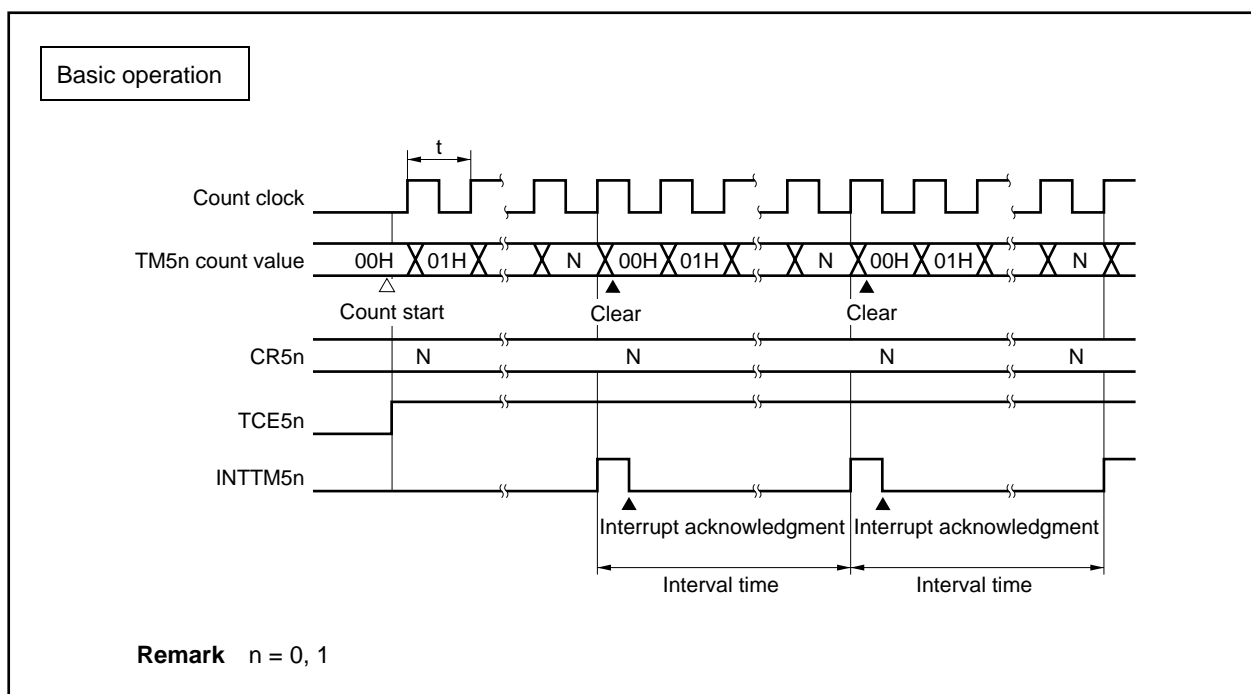 Basic operation
t
Count clock
TM5n count value 00H 01H N 00H 01H N 00H 01H N
Count start Clear Clear
CR5n N N N N
TCE5n
INTTM5n
Interrupt acknowledgment Interrupt acknowledgment
Interval time Interval time
Remark n = 0, 1